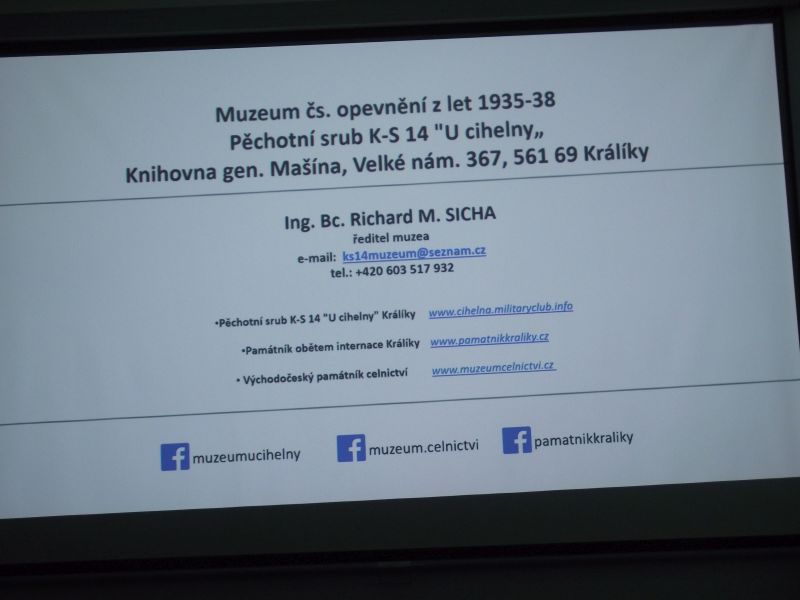 Muzeum čs. opevnění z let 1935-38
Pěchotní srub K-S 14 "U cihelny„
Knihovna gen. Mašína, Velké nám. 367, 561 69 Králíky
Ing. Bc. Richard M. SICHA
ředitel muzea
e-mail: ks14muzeum@seznam.cz
tel.: +420 603 517 932
•Pěchotní srub K-S 14 "U cihelny" Králíky www.cihelna.militaryclub.info
•Památník obětem internace Králíky www.pamatnikkraliky.cz
• Východočeský památník celnictví www.muzeumcelnictvi.cz
muzeumucihelny muzeum.celnictvi pamatnikkraliky